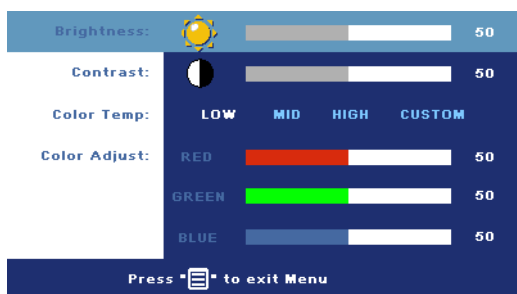 Brightness: 50
Contrast: 50
Color Temp: LOW MID HIGH CUSTOM
Color Adjust: RED 50
GREEN 50
BLUE 50
Press "" to exit Menu